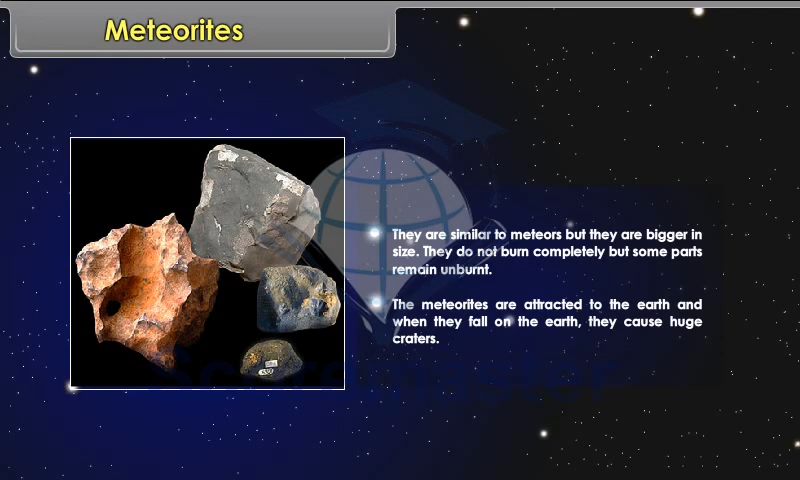 Meteorites
They are similar to meteors but they are bigger in
size. They do not burn completely but some parts
remain unburnt.
The meteorites are attracted to the earth and
when they fall on the earth, they cause huge
craters.